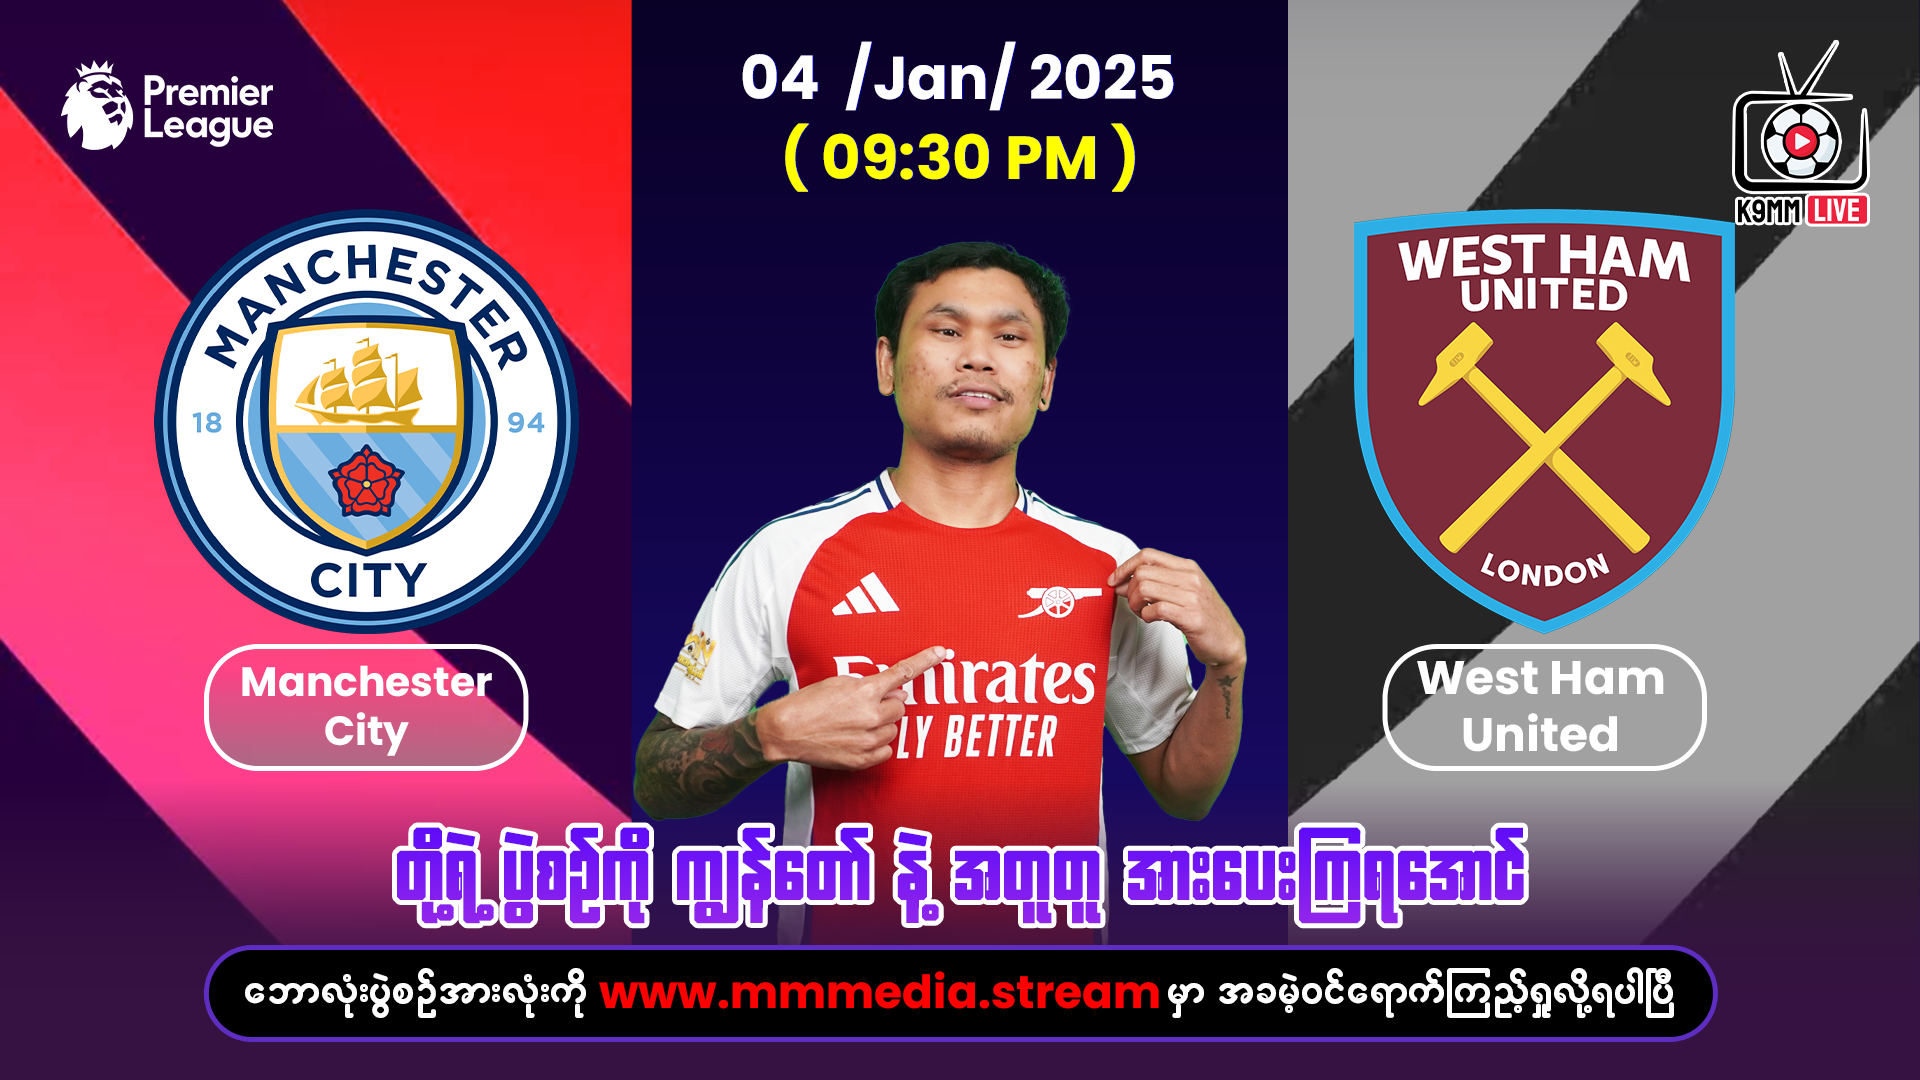 Premier
League
04 /Jan/ 2025
( 09:30 PM )
K9MM LIVE
MANCHESTER
18 94
CITY
WEST HAM
UNITED
LONDON
Emirates
LY BETTER
Manchester
City
West Ham
United
တို့ရဲ့ ပွဲစဉ်ကို ကျွန်တော် နဲ့ အတူတူ အားပေးကြရအောင်
ဘောလုံးပွဲစဉ်အားလုံးကို www.mmmedia.stream မှာ အခမဲ့ဝင်ရောက်ကြည့်ရှုလို့ရပါပြီ